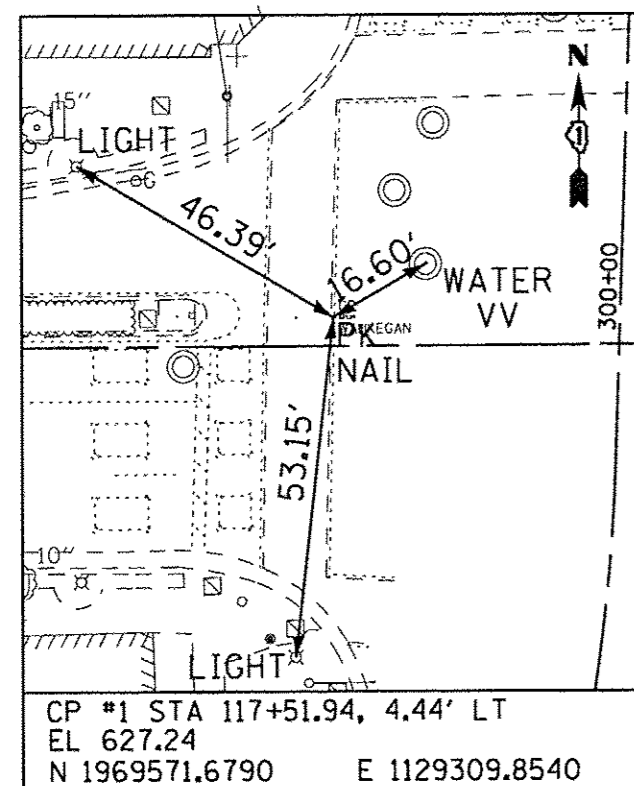 N
15"
LIGHT
G
1
46.39'
16.60'
WATER
VV
300+00
WAUKEGAN
PK
NAIL
53.15'
10"
LIGHT
CP #1 STA 117+51.94, 4.44' LT
EL 627.24
N 1969571.6790 E 1129309.8540